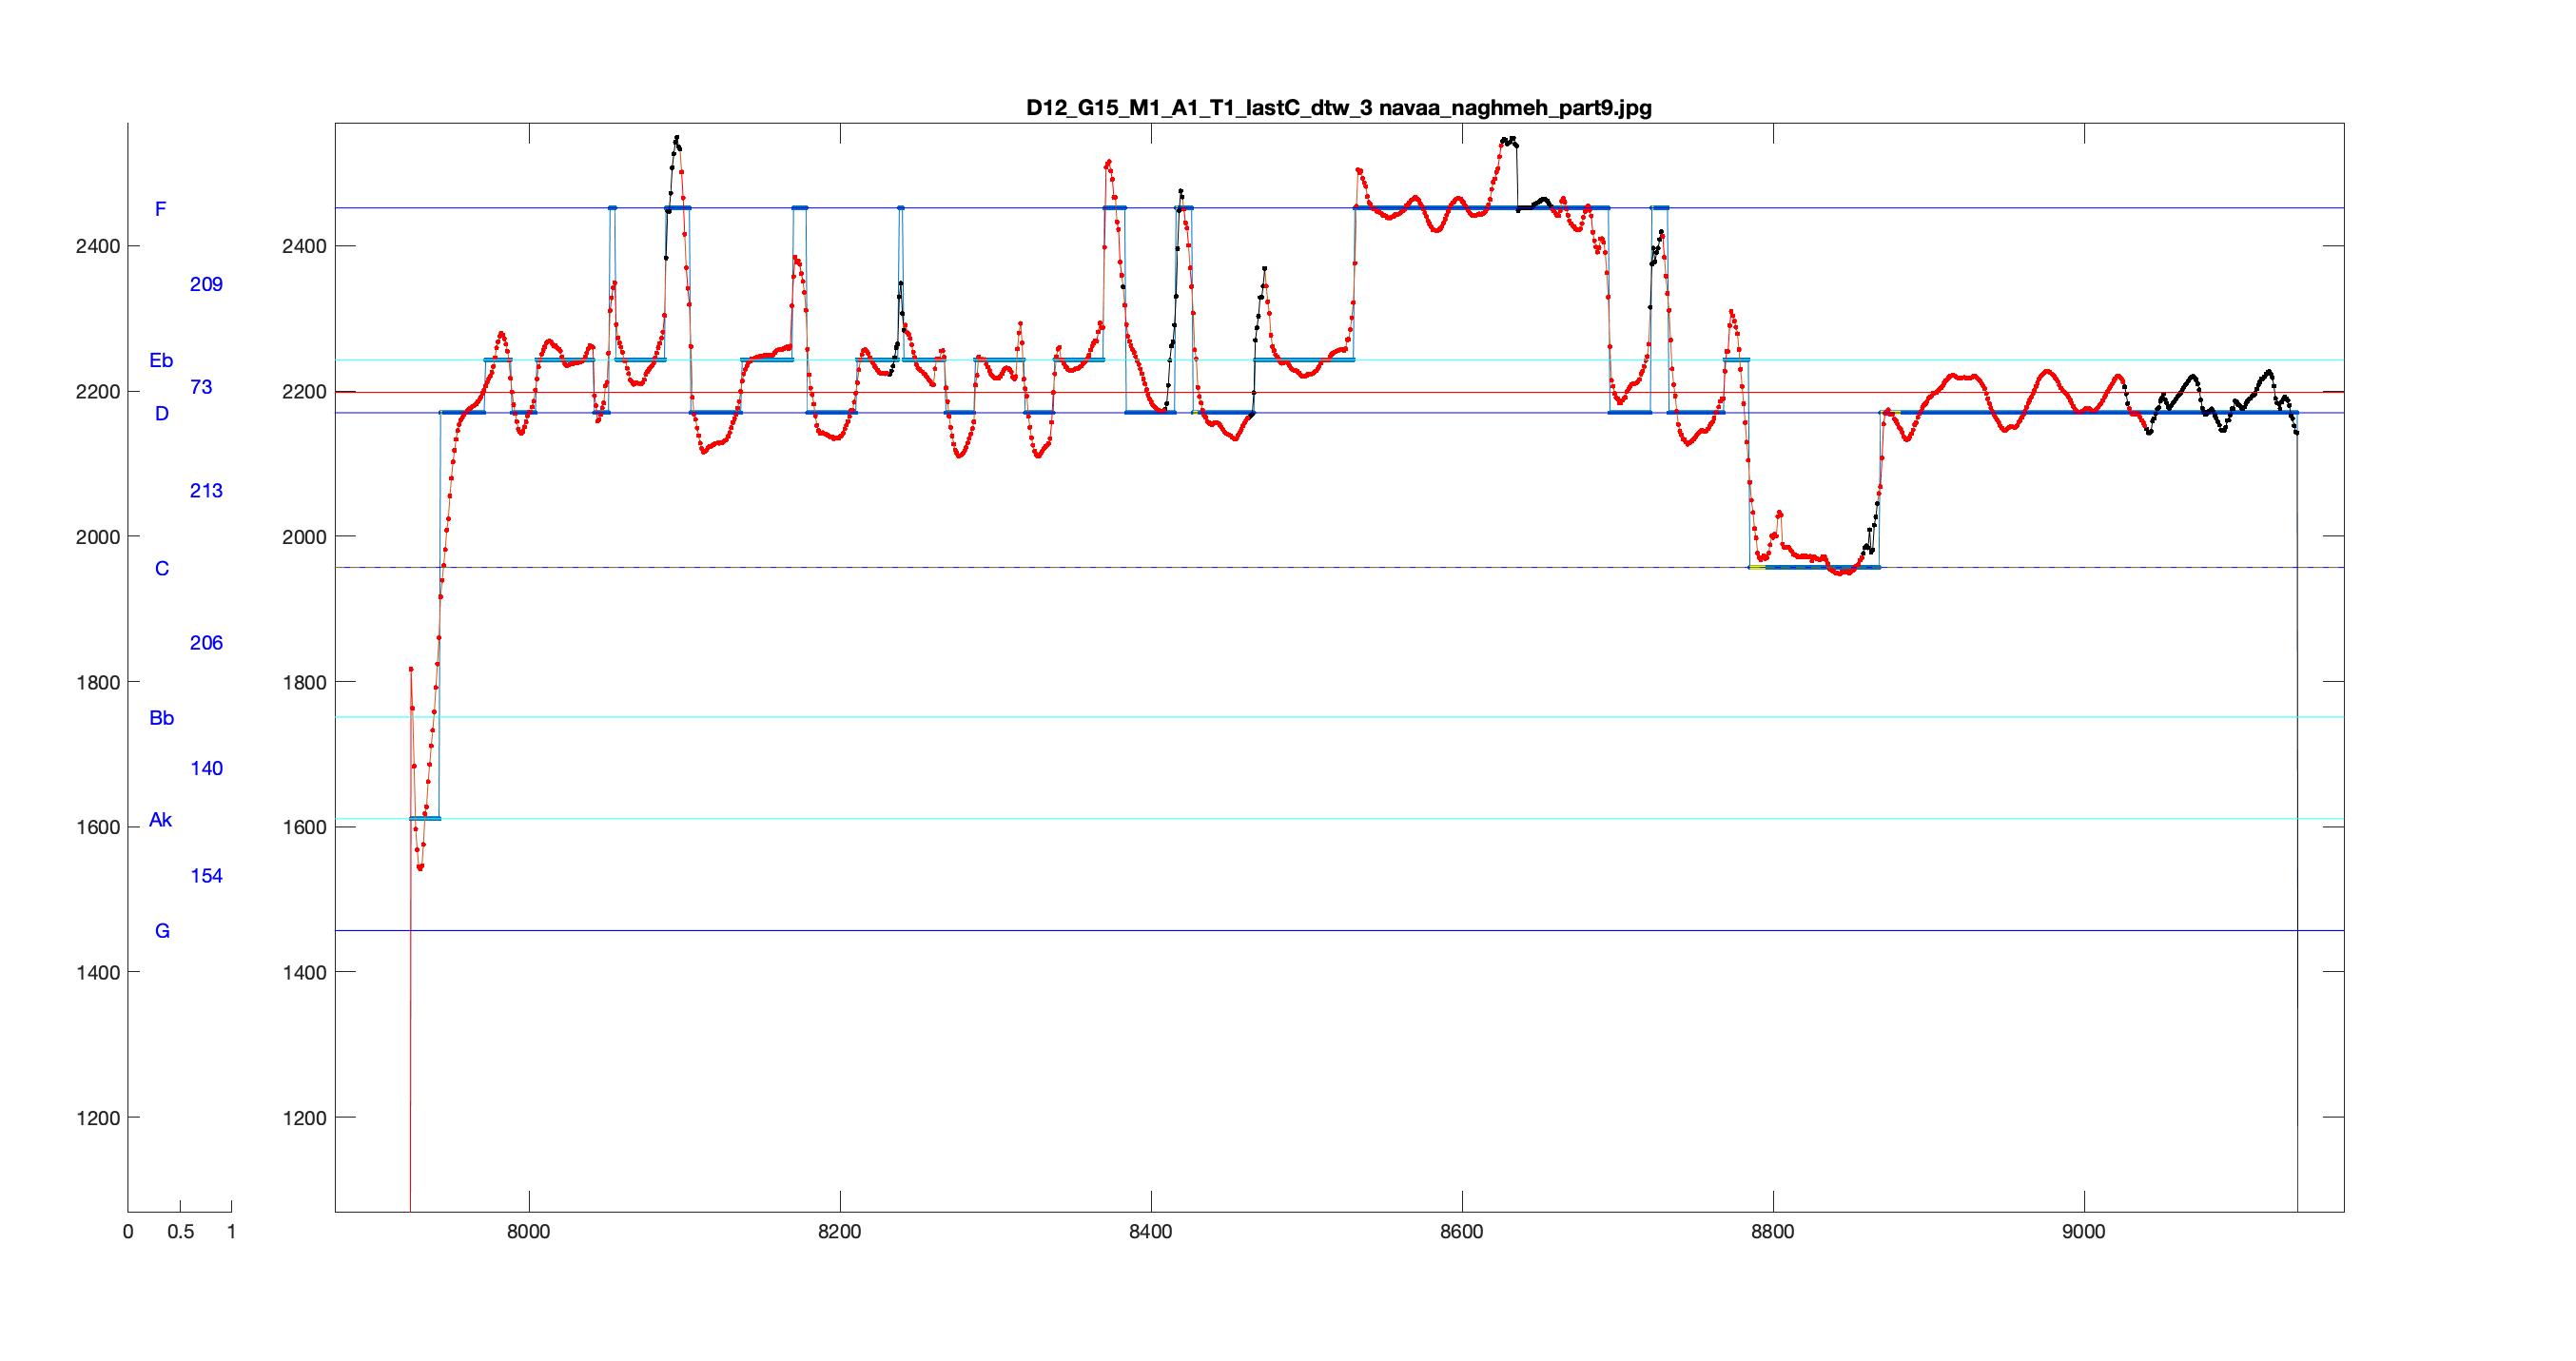 D12_G15_M1_A1_T1_lastC_dtw_3 navaa_naghmeh_part9.jpg
F
2400 2400
209
Eb
73
2200 2200
D
213
2000 2000
C
206
1800 1800
Bb
140
1600 Ak 1600
154
G
1400 1400
1200 1200
0 0.5 1 8000 8200 8400 8600 8800 9000